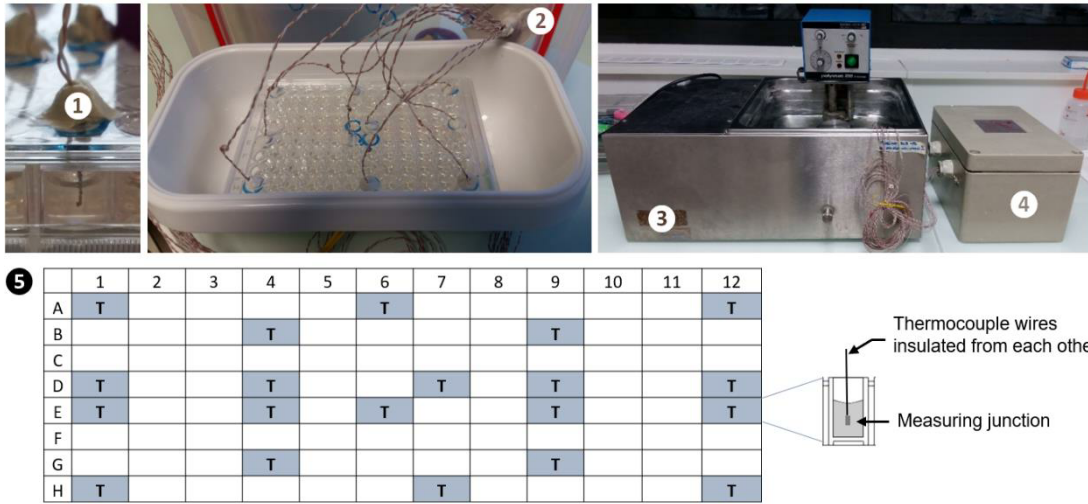 1
2
3
4
5
1 2 3 4 5 6 7 8 9 10 11 12
A T T T
B T T
C
D T T T T T
E T T T T T
F
G T T
H T T T
Thermocouple wires
insulated from each othe
Measuring junction